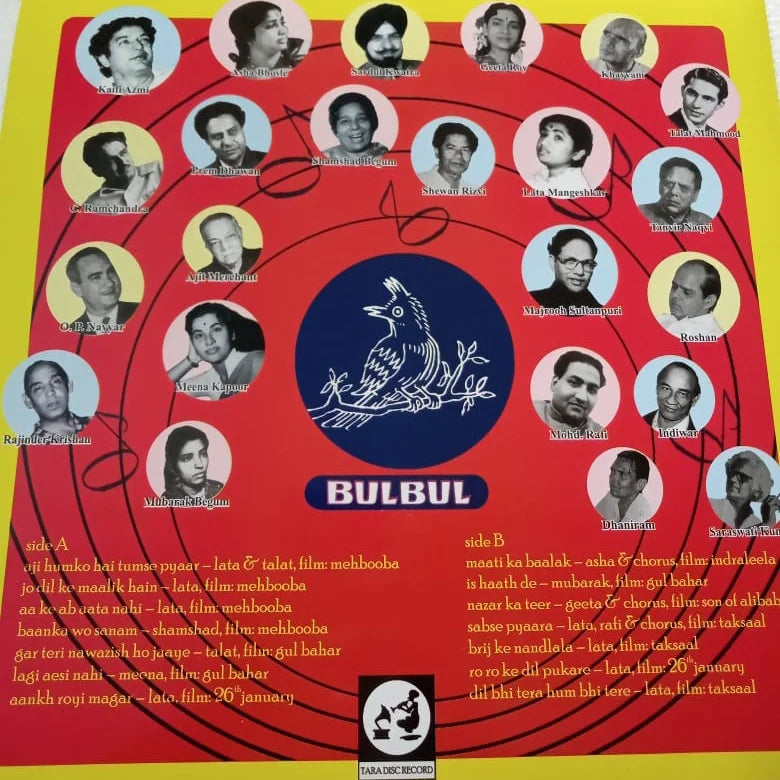 Kaifi Azmi
Asha Bhosle
Sardul Kwatra
Geeta Roy
Khayyam
Talat Mahmood
C. Ramchandra
Prem Dhawan
Shamshad Begum
Shewan Rizvi
Lata Mangeshkar
Tanvir Naqvi
O. P. Nayyar
Ajit Merchant
Majrooh Sultanpuri
Roshan
Meena Kapoor
Rajinder Krishan
Mohd. Rafi
Indiwar
Mubarak Begum
Dhaniram
Saraswati Kum
BULBUL
side A
aji humko hai tumse pyaar – lata & talat, film: mehbooba
jo dil ke maalik hain – lata, film: mehbooba
aa ke ab aata nahi – lata, film: mehbooba
baanka wo sanam – shamshad, film: mehbooba
gar teri nawazish ho jaaye – talat, film: gul bahar
lagi aesi nahi – meena, film: gul bahar
aankh royi magar – lata, film: 26th january
side B
maati ka baalak – asha & chorus, film: indraleela
is haath de – mubarak, film: gul bahar
nazar ka teer – geeta & chorus, film: son of alibab
sabse pyaara – lata, rafi & chorus, film: taksaal
brij ke nandlala – lata, film: taksaal
ro ro ke dil pukare – lata, film: 26th january
dil bhi tera hum bhi tere – lata, film: taksaal
TARA DISC RECORD